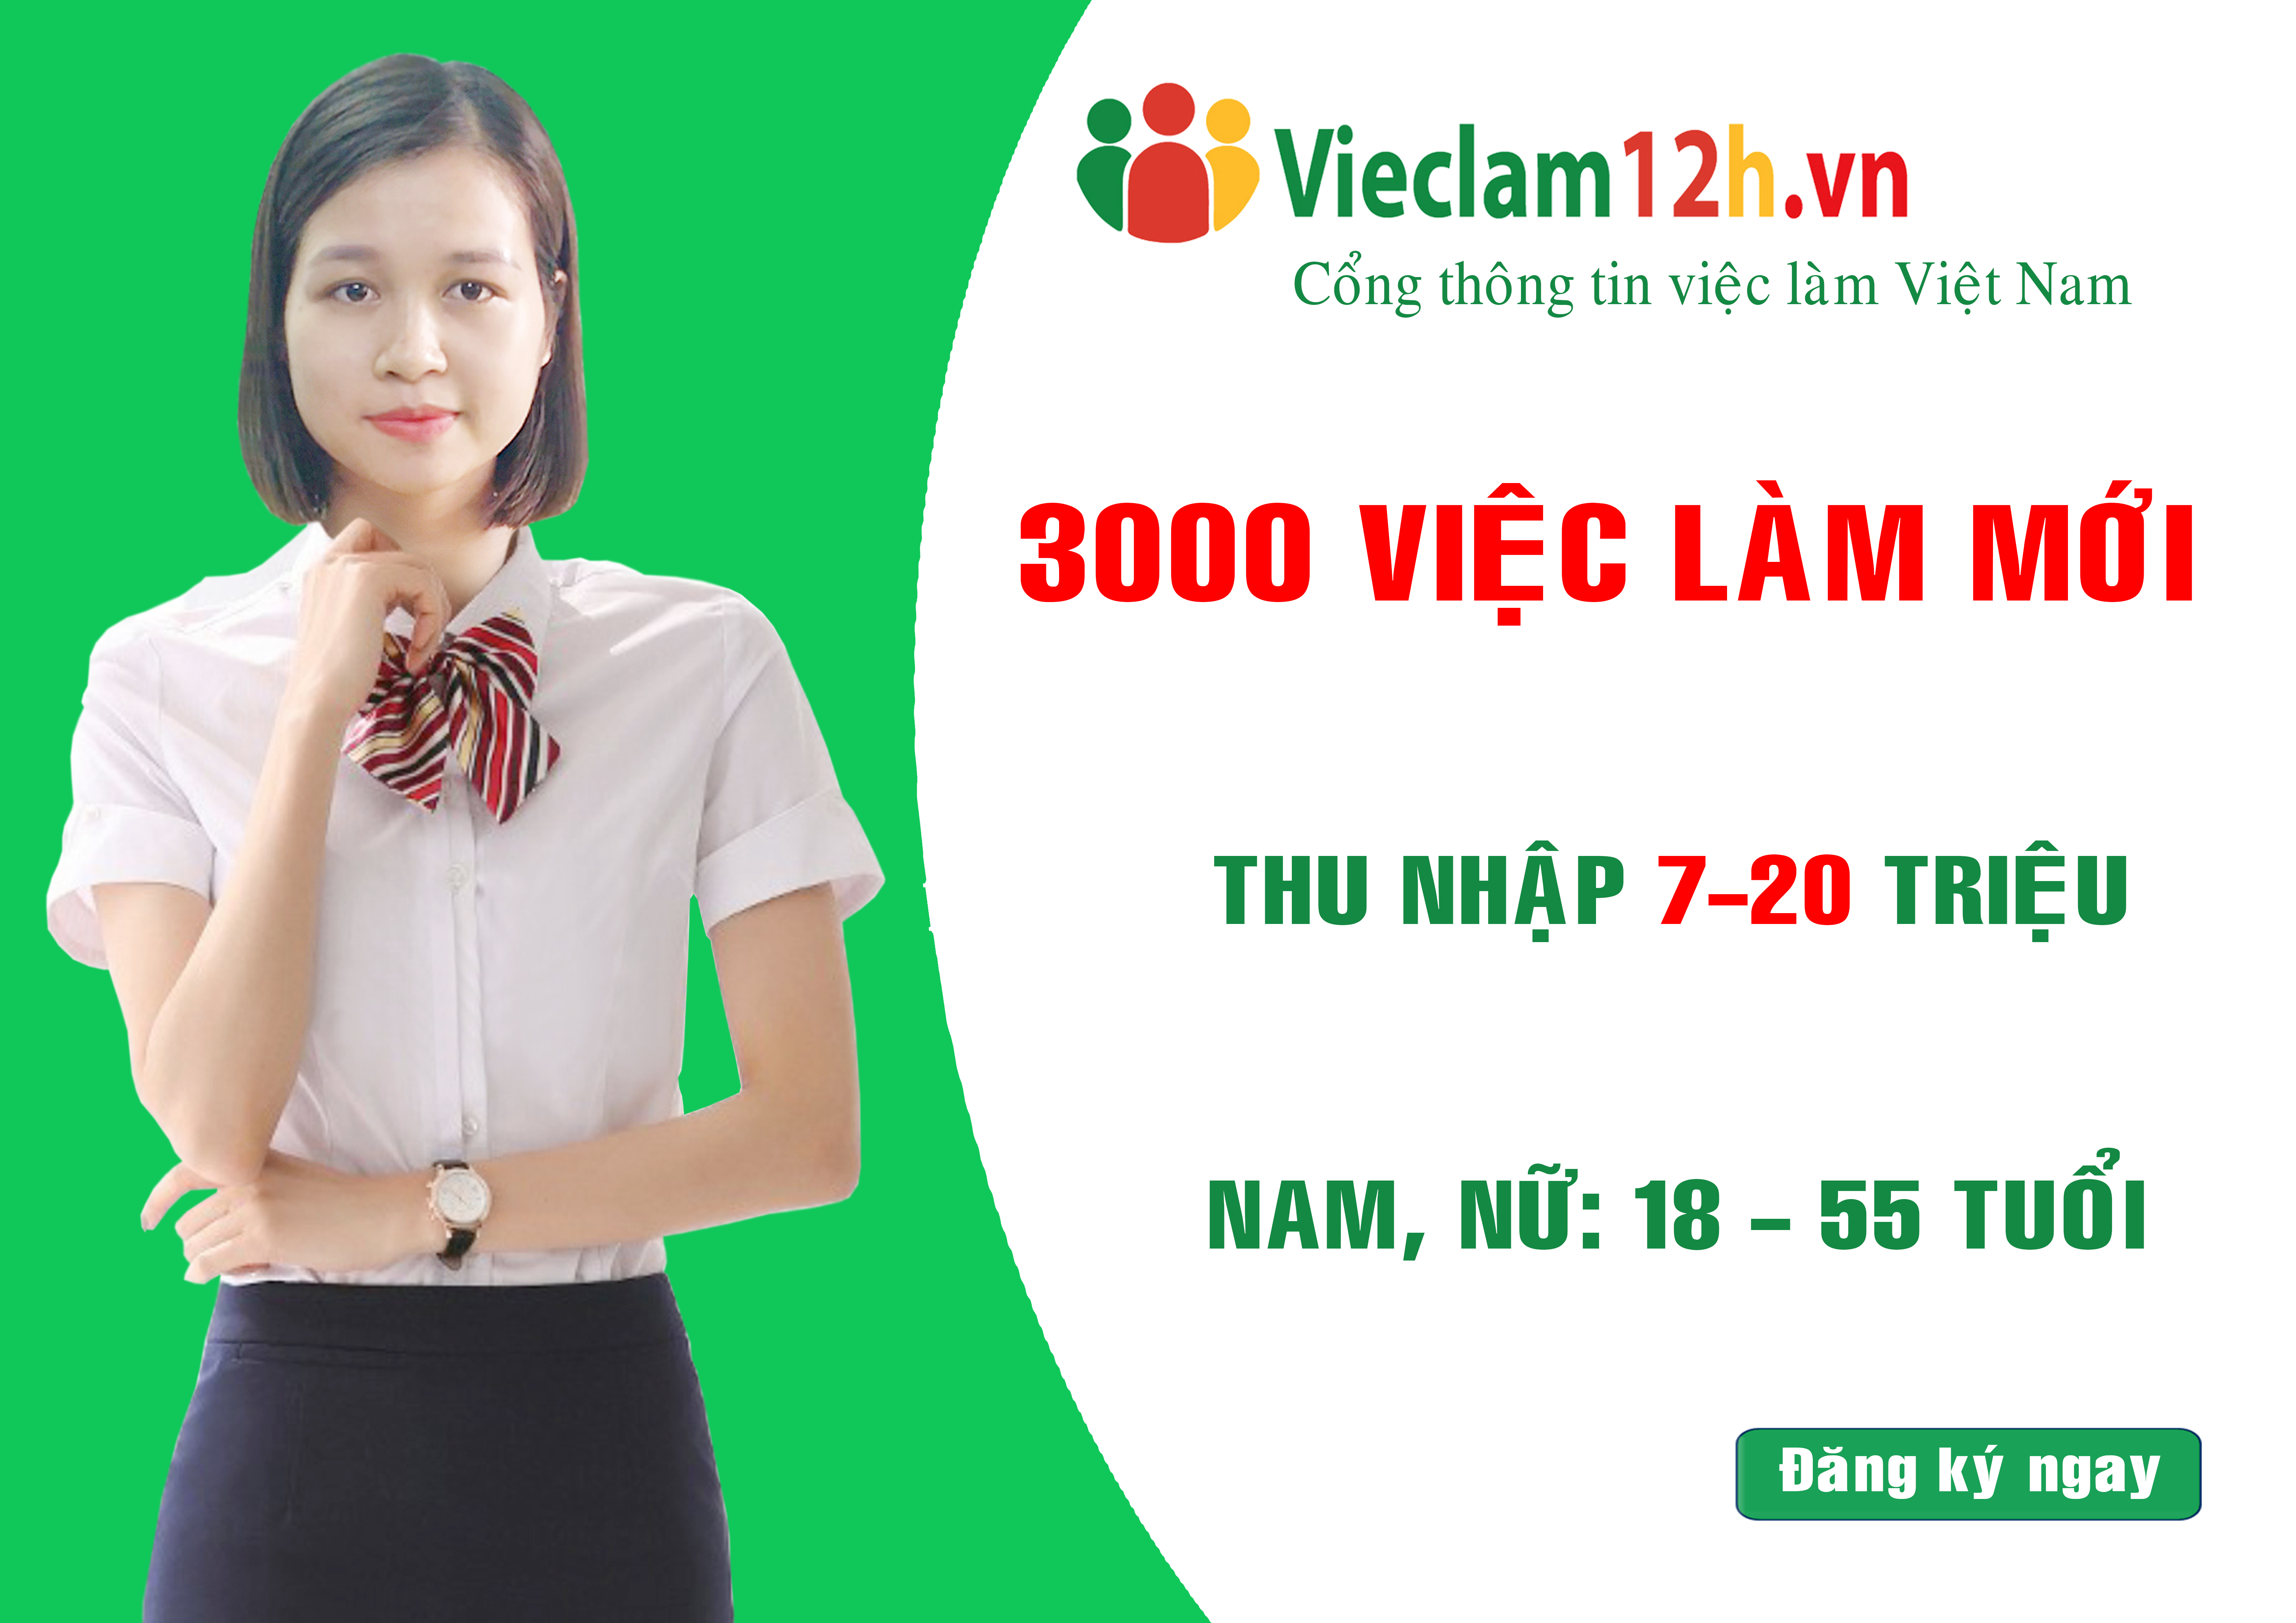 Vieclam12h.vn
Cổng thông tin việc làm Việt Nam
3000 VIỆC LÀM MỚI
THU NHẬP 7-20 TRIỆU
NAM, NỮ: 18 - 55 TUỔI
Đăng ký ngay